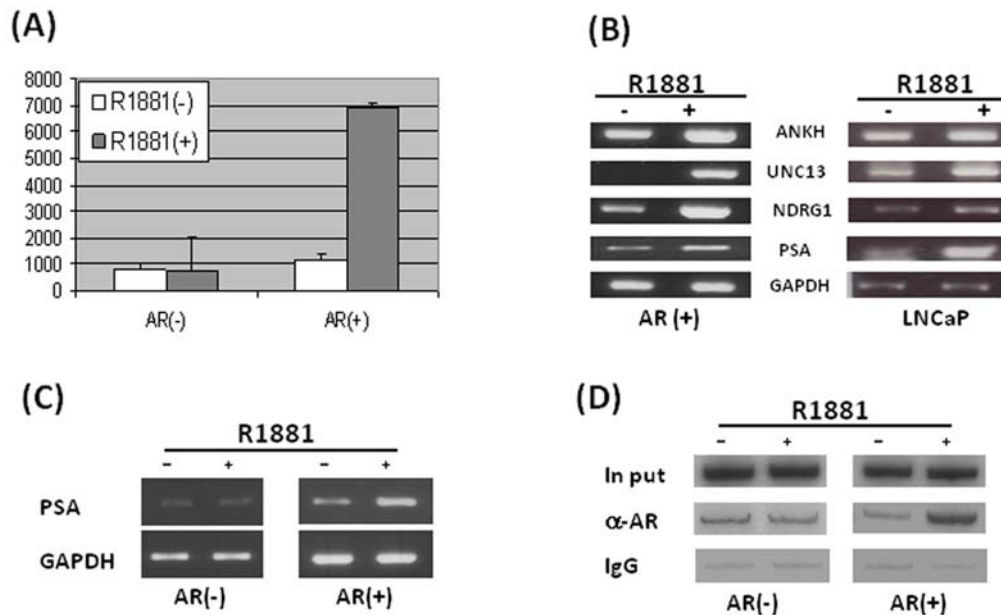 (A)
8000
7000
6000
5000
4000
3000
2000
1000
0
R1881(-)
R1881(+)
AR(-) AR(+)
(B)
R1881 R1881
- + - +
ANKH
UNC13
NDRG1
PSA
GAPDH
AR (+) LNCaP
(C)
R1881
- + - +
PSA
GAPDH
AR(-) AR(+)
(D)
R1881
- + - +
In put
α-AR
IgG
AR(-) AR(+)